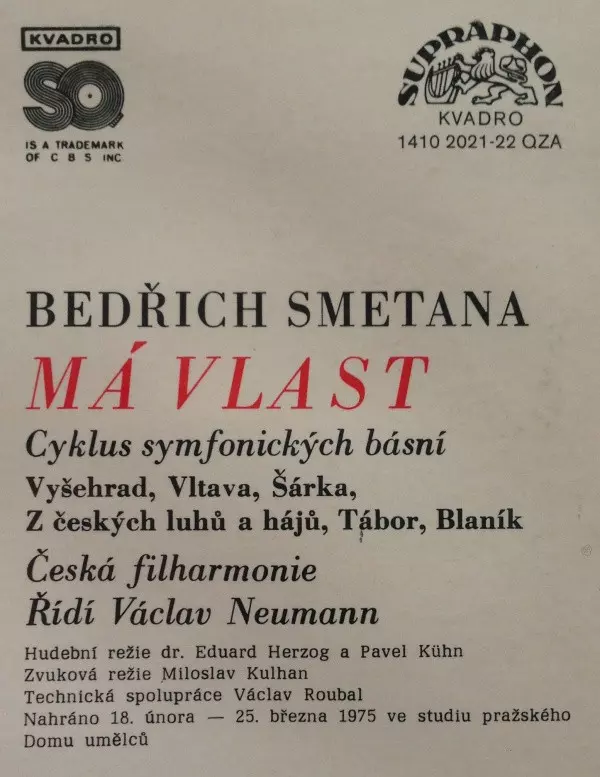 KVADRO
SQ
IS A TRADEMARK
OF C B S INC.
SUPRAPHON
KVADRO
1410 2021-22 QZA
BEDŘICH SMETANA
MÁ VLAST
Cyklus symfonických básní
Vyšehrad, Vltava, Šárka,
Z českých luhů a hájů, Tábor, Blaník
Česká filharmonie
Řídí Václav Neumann
Hudební režie dr. Eduard Herzog a Pavel Kühn
Zvuková režie Miloslav Kulhan
Technická spolupráce Václav Roubal
Nahráno 18. února — 25. března 1975 ve studiu pražského
Domu umělců